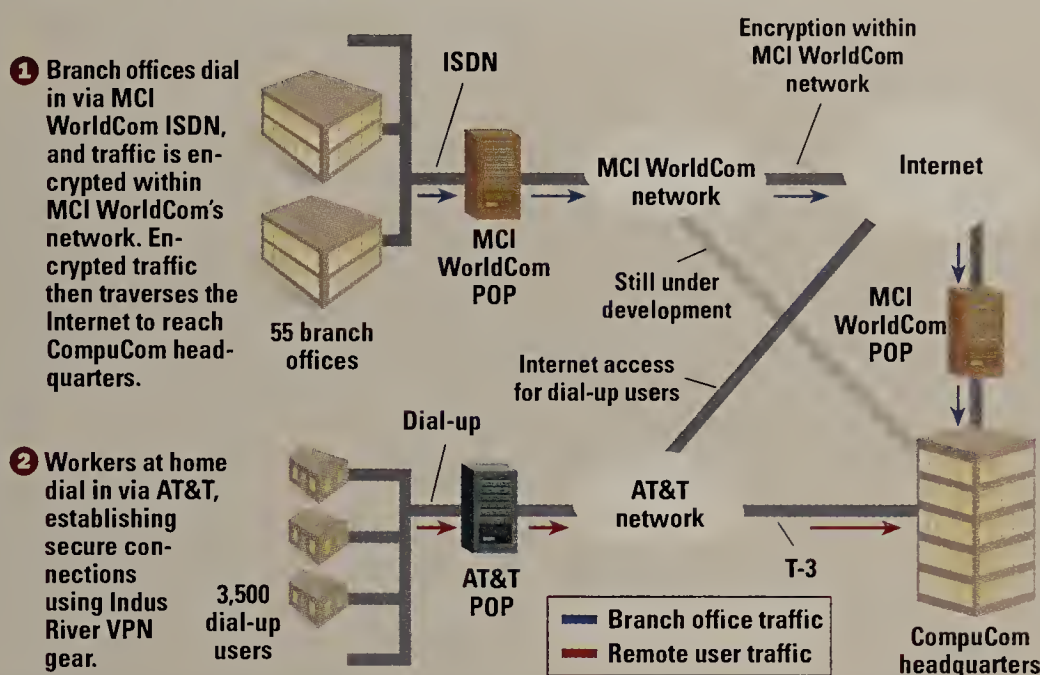 1 Branch offices dial
in via MCI
WorldCom ISDN,
and traffic is en-
crypted within
MCI WorldCom's
network. En-
crypted traffic
then traverses the
Internet to reach
CompuCom head-
quarters.
55 branch
offices
ISDN
MCI
WorldCom
POP
MCI WorldCom
network
Encryption within
MCI WorldCom
network
Internet
Still under
development
MCI
WorldCom
POP
Internet access
for dial-up users
2 Workers at home
dial in via AT&T,
establishing
secure con-
nections
using Indus
River VPN
gear.
3,500
dial-up
users
Dial-up
AT&T
POP
AT&T
network
T-3
Branch office traffic
Remote user traffic
CompuCom
headquarters